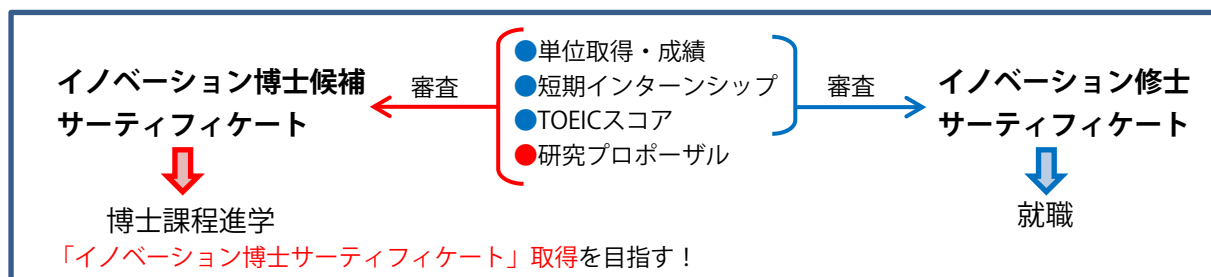 イノベーション博士候補
サーティフィケート
審査
●単位取得・成績
●短期インターンシップ
●TOEICスコア
●研究プロポーザル
審査
イノベーション修士
サーティフィケート
博士課程進学
就職
「イノベーション博士サーティフィケート」取得を目指す！